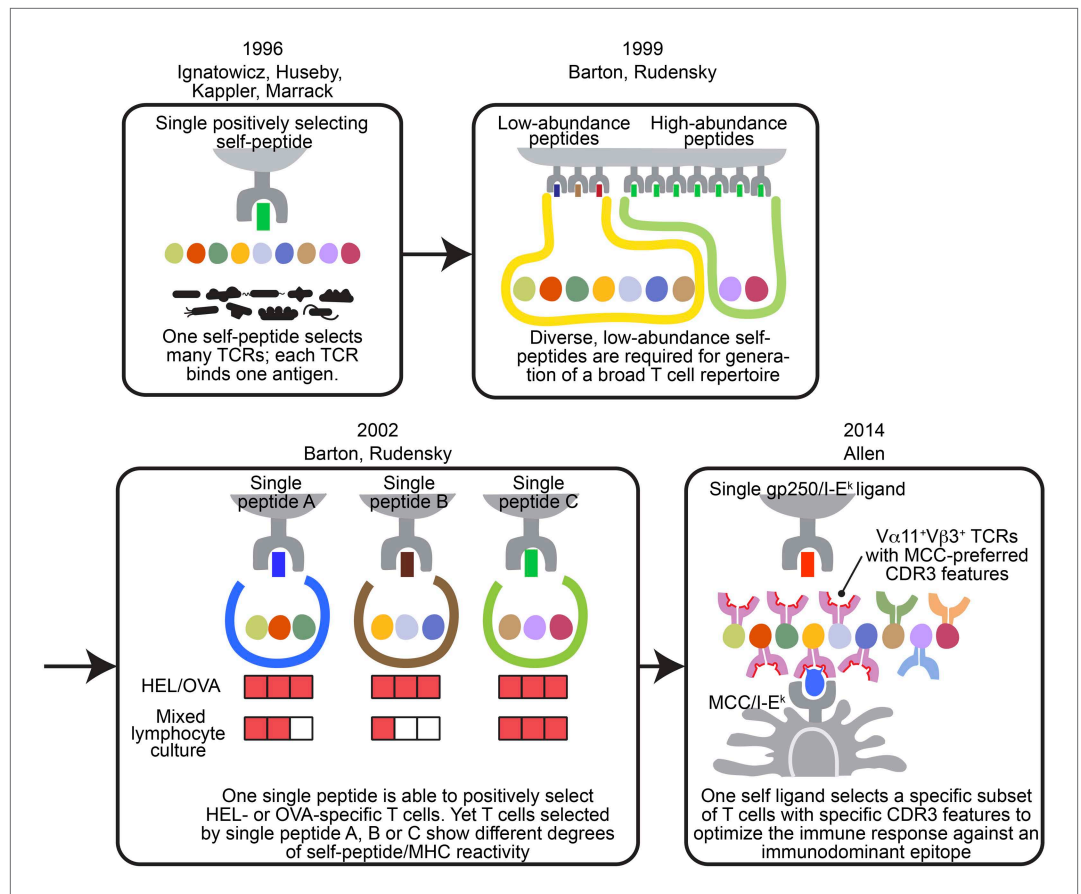 1996
Ignatowicz, Huseby,
Kappler, Marrack
Single positively selecting
self-peptide
One self-peptide selects
many TCRs; each TCR
binds one antigen.
1999
Barton, Rudensky
Low-abundance
peptides
High-abundance
peptides
Diverse, low-abundance self-
peptides are required for genera-
tion of a broad T cell repertoire
2002
Barton, Rudensky
Single
peptide A
Single
peptide B
Single
peptide C
HEL/OVA
Mixed
lymphocyte
culture
One single peptide is able to positively select
HEL- or OVA-specific T cells. Yet T cells selected
by single peptide A, B or C show different degrees
of self-peptide/MHC reactivity
2014
Allen
Single gp250/I-Eᵏ ligand
Vα11⁺Vβ3⁺ TCRs
with MCC-preferred
CDR3 features
MCC/I-Eᵏ
One self ligand selects a specific subset
of T cells with specific CDR3 features to
optimize the immune response against an
immunodominant epitope